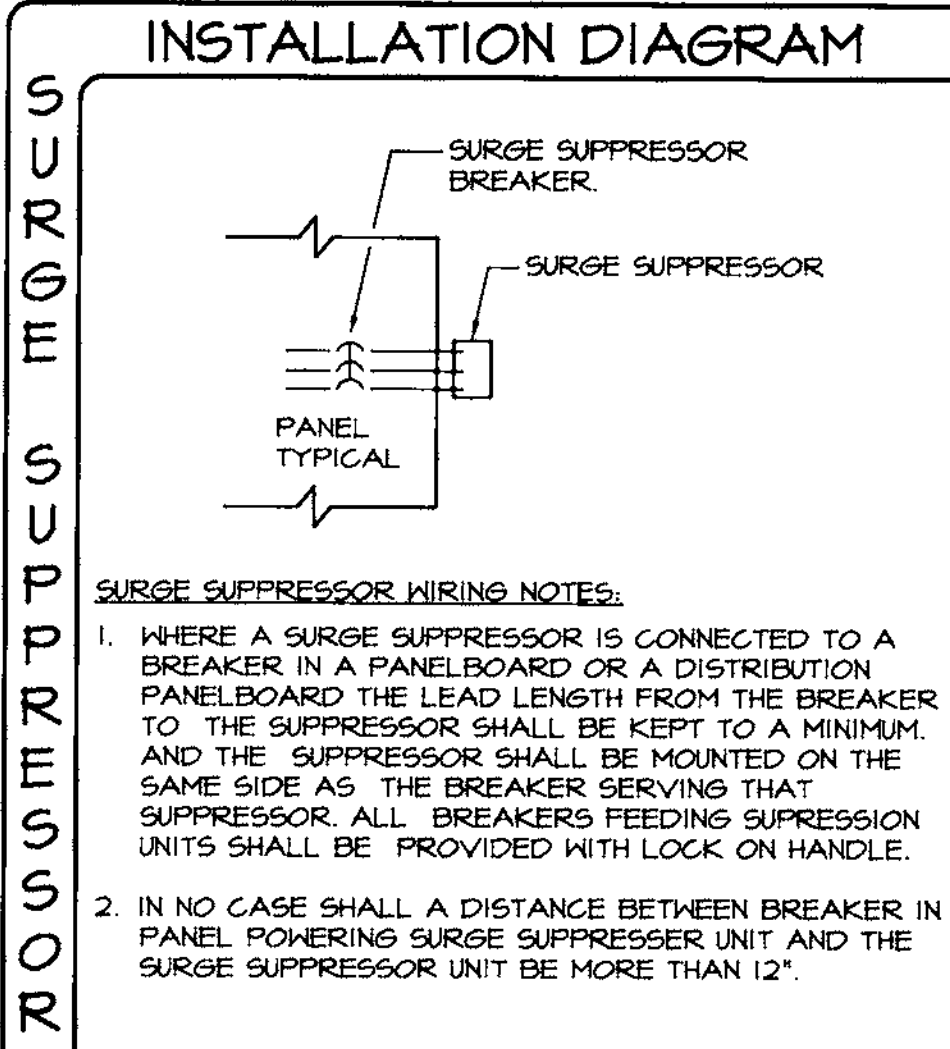 INSTALLATION DIAGRAM
SURGE SUPPRESSOR
SURGE SUPPRESSOR
BREAKER.
SURGE SUPPRESSOR
PANEL
TYPICAL
SURGE SUPPRESSOR WIRING NOTES:
1. WHERE A SURGE SUPPRESSOR IS CONNECTED TO A
BREAKER IN A PANELBOARD OR A DISTRIBUTION
PANELBOARD THE LEAD LENGTH FROM THE BREAKER
TO THE SUPPRESSOR SHALL BE KEPT TO A MINIMUM.
AND THE SUPPRESSOR SHALL BE MOUNTED ON THE
SAME SIDE AS THE BREAKER SERVING THAT
SUPPRESSOR. ALL BREAKERS FEEDING SUPRESSION
UNITS SHALL BE PROVIDED WITH LOCK ON HANDLE.
2. IN NO CASE SHALL A DISTANCE BETWEEN BREAKER IN
PANEL POWERING SURGE SUPPRESSER UNIT AND THE
SURGE SUPPRESSOR UNIT BE MORE THAN 12".